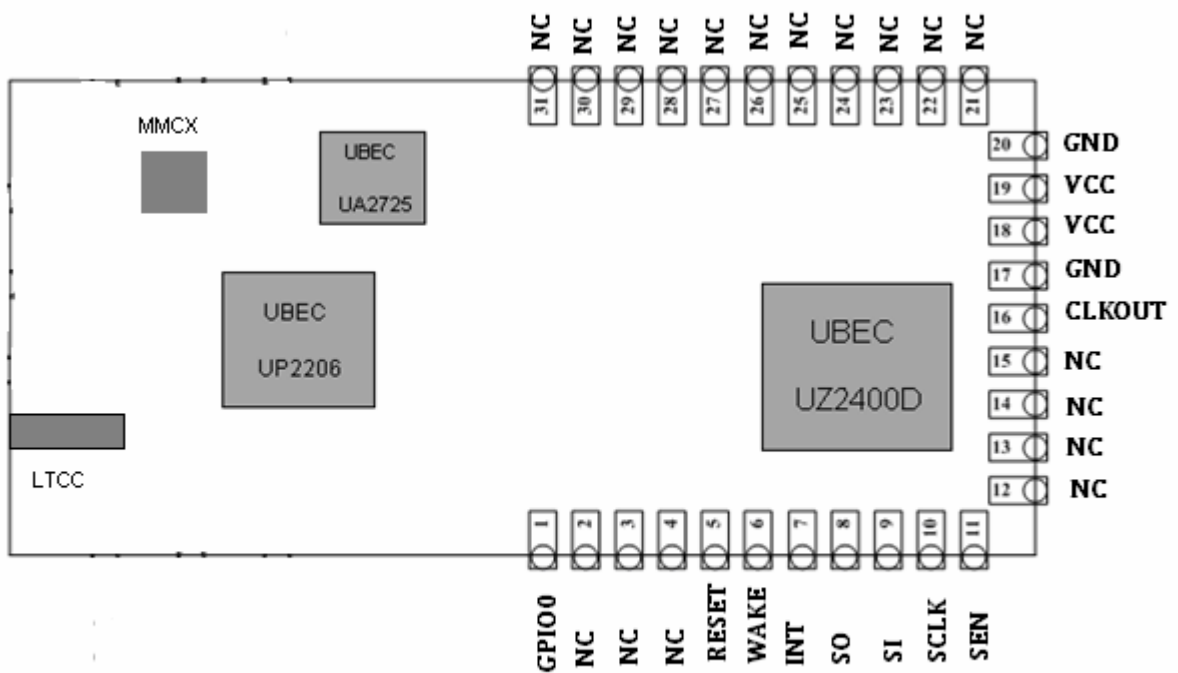 NC NC NC NC NC NC NC NC NC NC NC
31 30 29 28 27 26 25 24 23 22 21
MMCX
UBEC
UA2725
20 GND
19 VCC
18 VCC
17 GND
16 CLKOUT
15 NC
14 NC
13 NC
12 NC
UBEC
UP2206
UBEC
UZ2400D
LTCC
1 2 3 4 5 6 7 8 9 10 11
GPIO0 NC NC NC RESET WAKE INT SO SI SCLK SEN